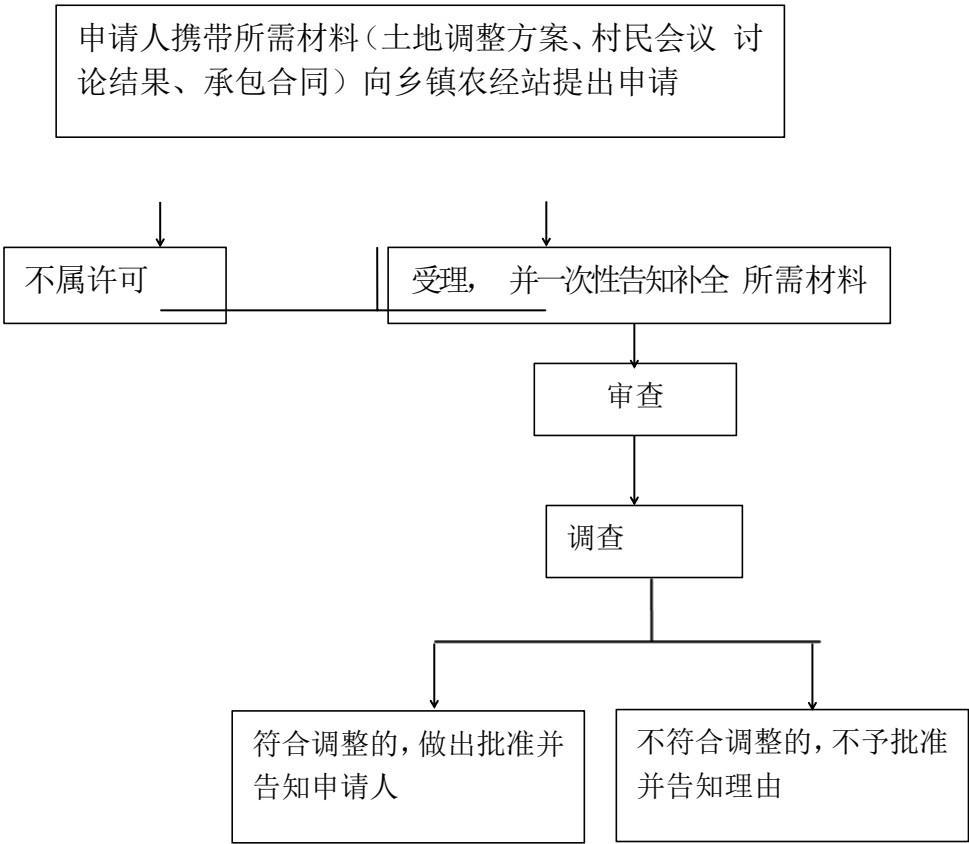 申请人携带所需材料（土地调整方案、村民会议 讨
论结果、承包合同）向乡镇农经站提出申请
不属许可
受理， 并一次性告知补全 所需材料
审查
调查
符合调整的，做出批准并
告知申请人
不符合调整的，不予批准
并告知理由